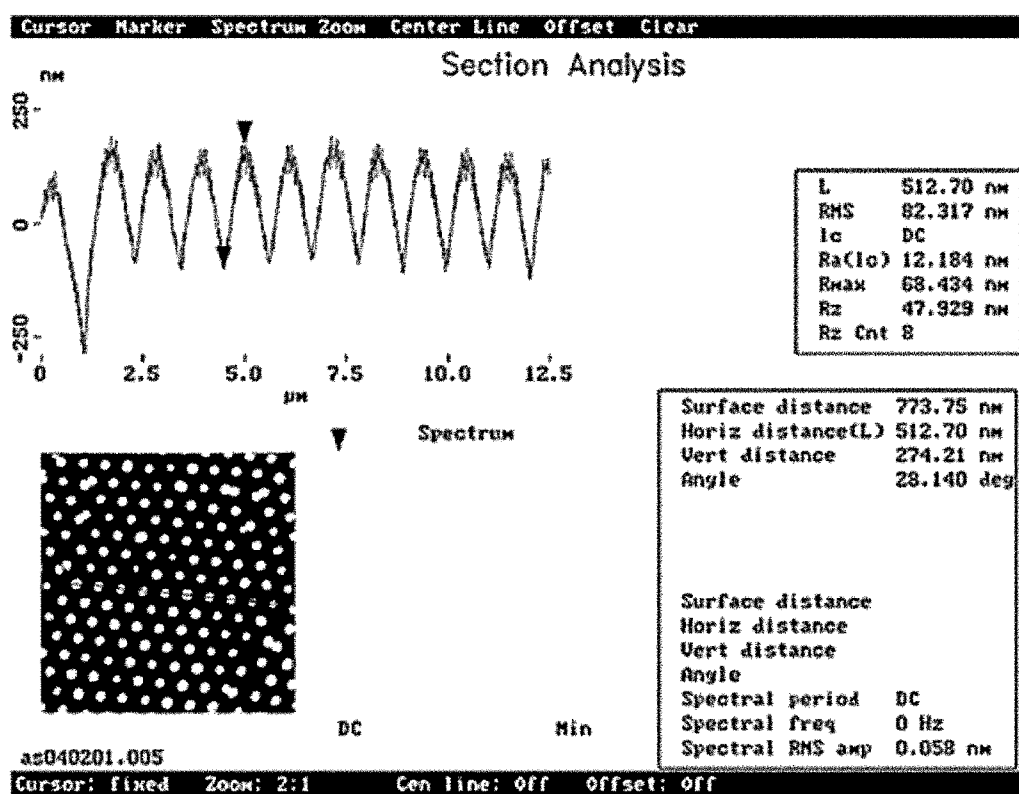 Cursor Marker Spectrum Zoom Center Line Offset Clear
Section Analysis
nM
250
0
-250
0 2.5 5.0 7.5 10.0 12.5
µM
L 512.70 nM
RMS 82.317 nM
lc DC
Ra(lc) 12.184 nM
Rmax 68.434 nM
Rz 47.929 nM
Rz Cnt 8
Spectrum
DC Min
Surface distance 773.75 nM
Horiz distance(L) 512.70 nM
Vert distance 274.21 nM
Angle 28.140 deg
Surface distance
Horiz distance
Vert distance
Angle
Spectral period DC
Spectral freq 0 Hz
Spectral RMS amp 0.058 nM
as040201.005
Cursor: fixed Zoom: 2:1 Cen line: Off Offset: Off